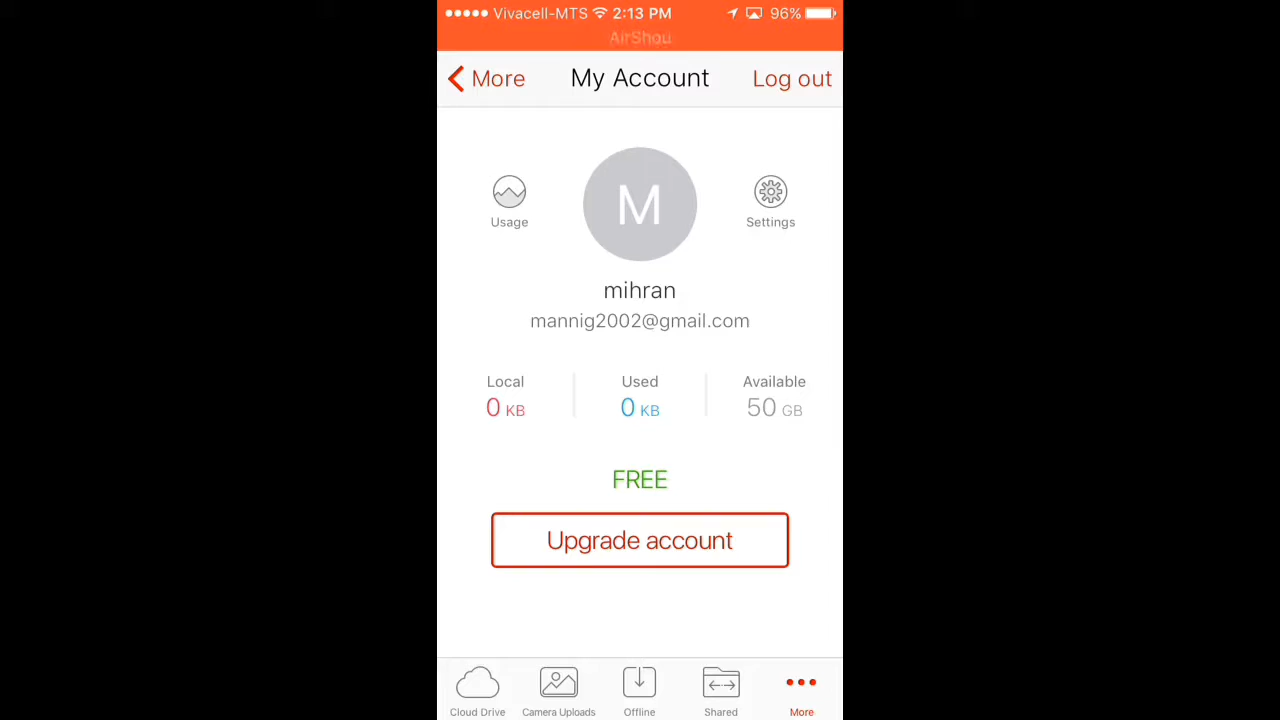 Vivacell-MTS 2:13 PM 96%
AirShou
More My Account Log out
M
Usage Settings
mihran
mannig2002@gmail.com
Local Used Available
0 KB 0 KB 50 GB
FREE
Upgrade account
Cloud Drive Camera Uploads Offline Shared More